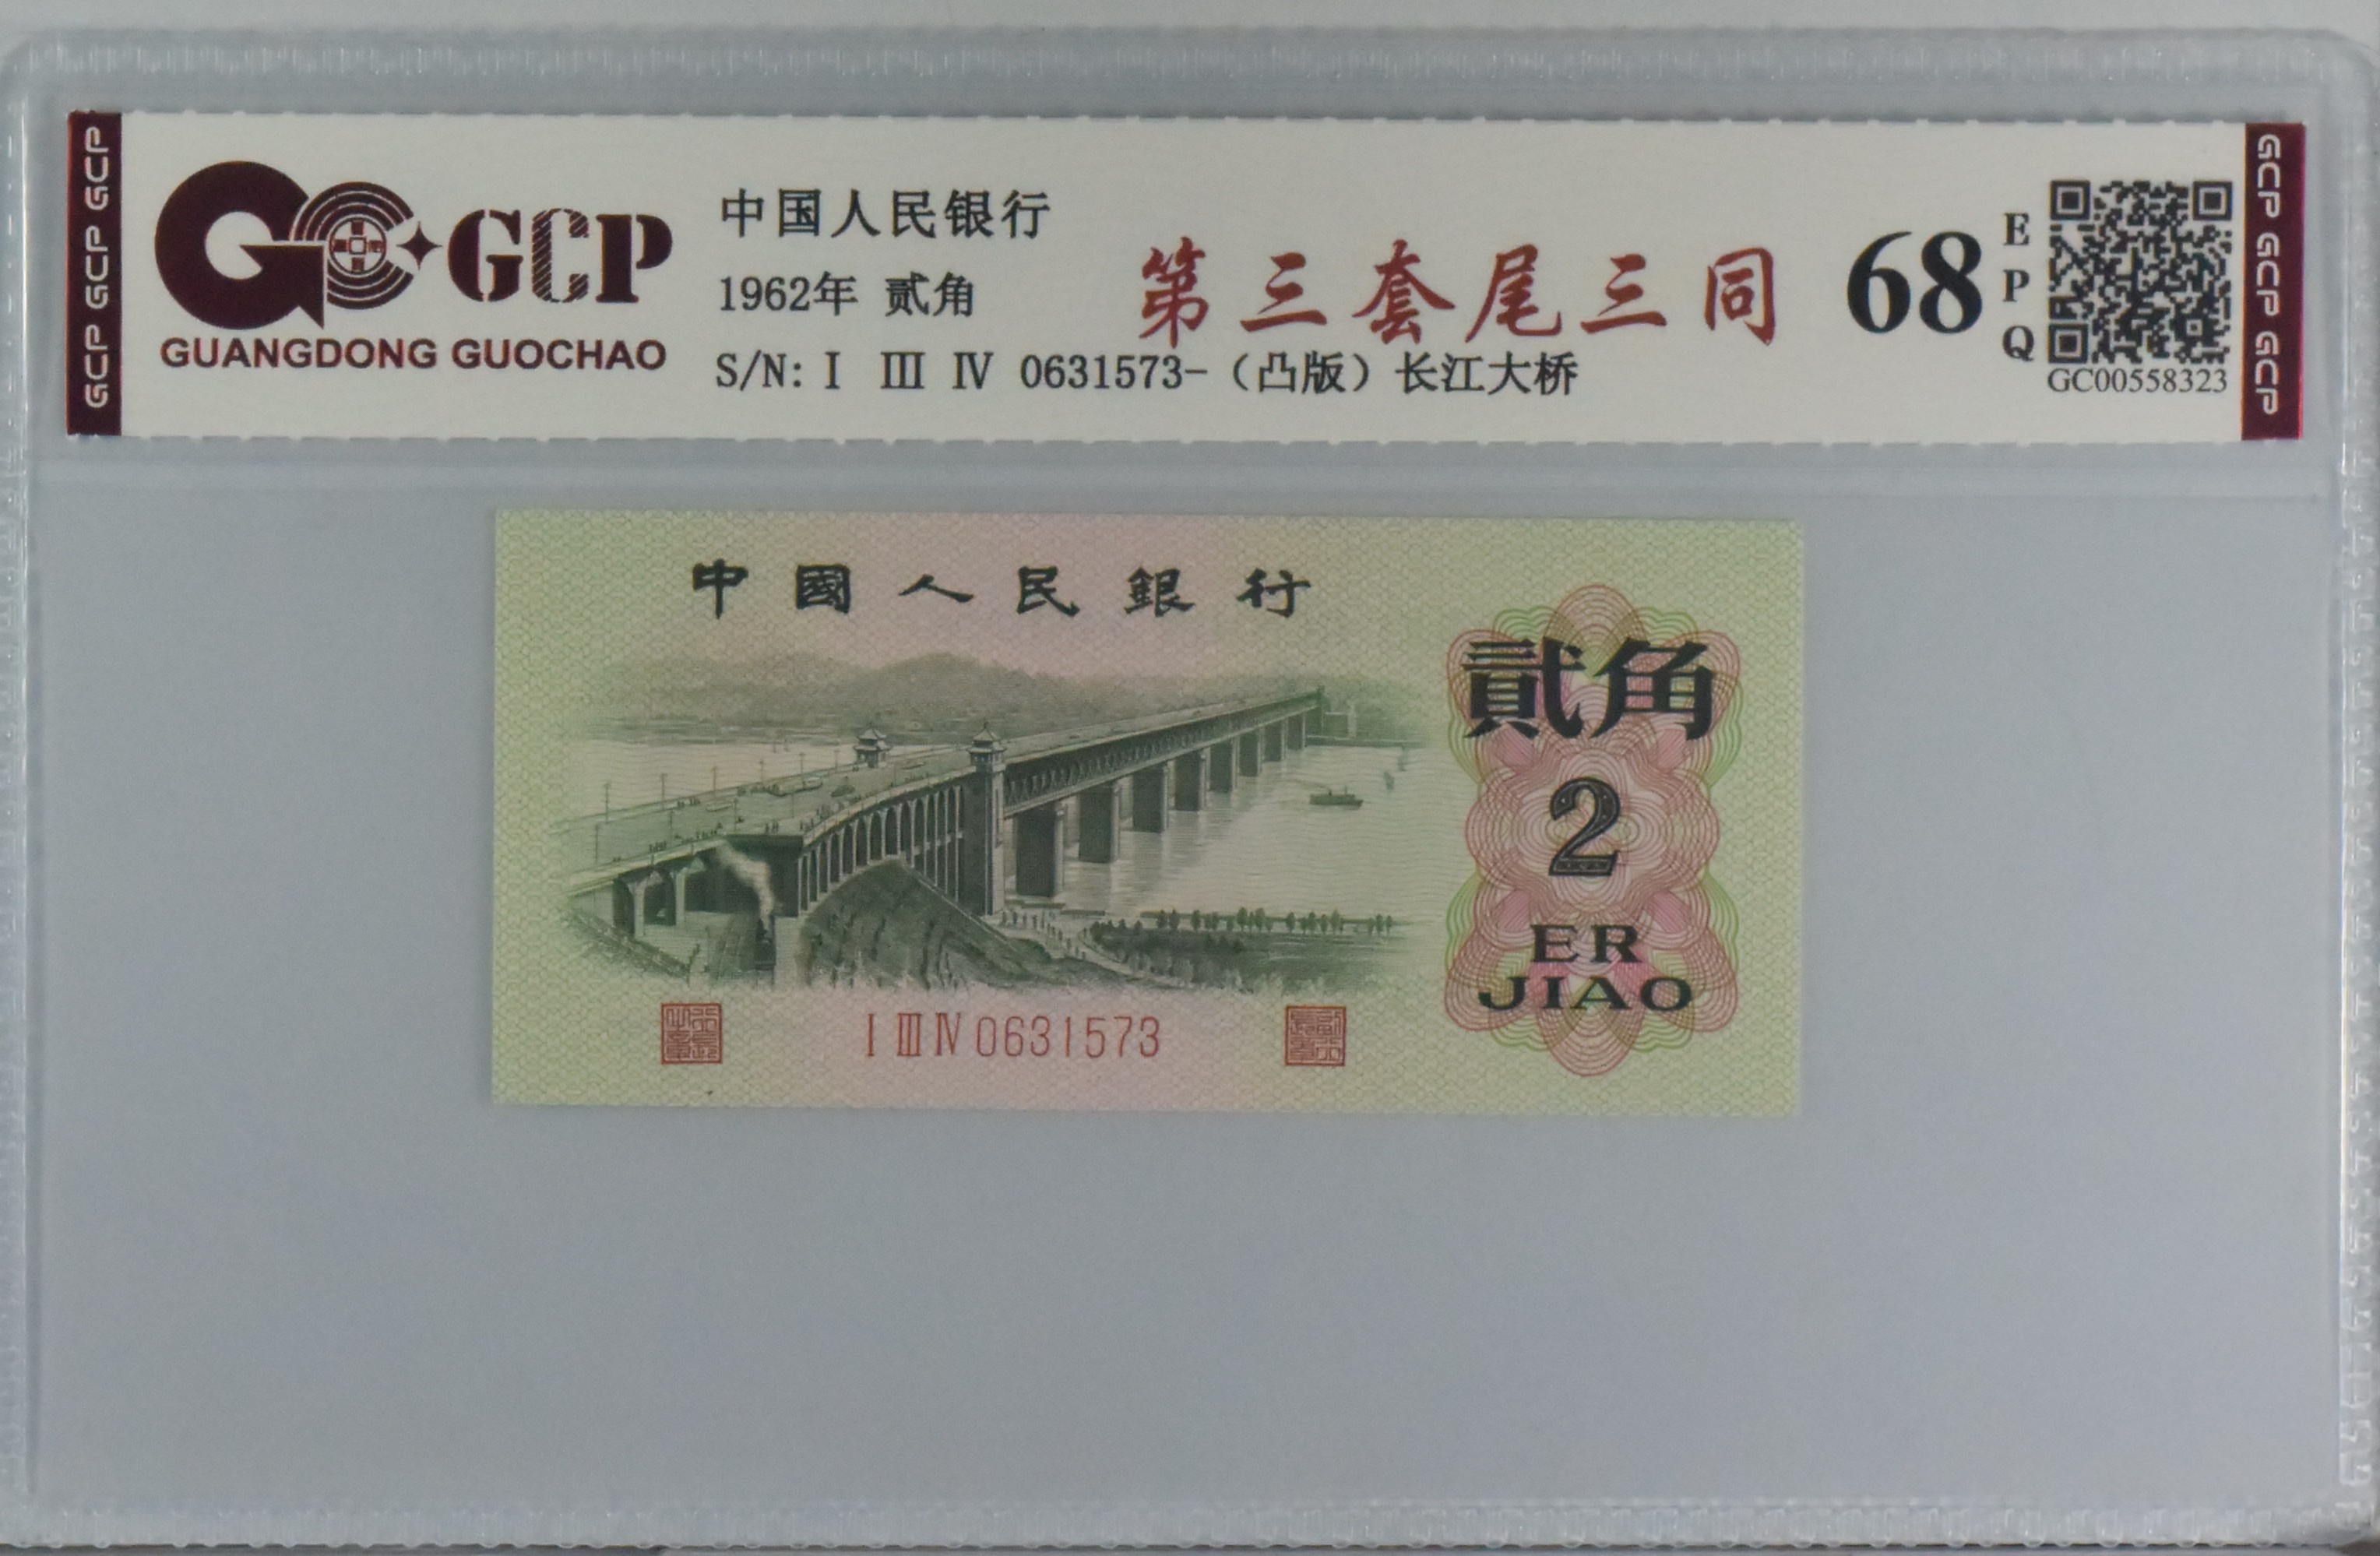 GCP GCP GCP
GCP
GUANGDONG GUOCHAO
中国人民银行
1962年 贰角
S/N: Ⅰ Ⅲ Ⅳ 0631573-（凸版）长江大桥
第三套尾三同
68
EPQ
GC00558323
GCP GCP GCP
中國人民銀行
貳角
2
ER
JIAO
Ⅰ Ⅲ Ⅳ 0631573